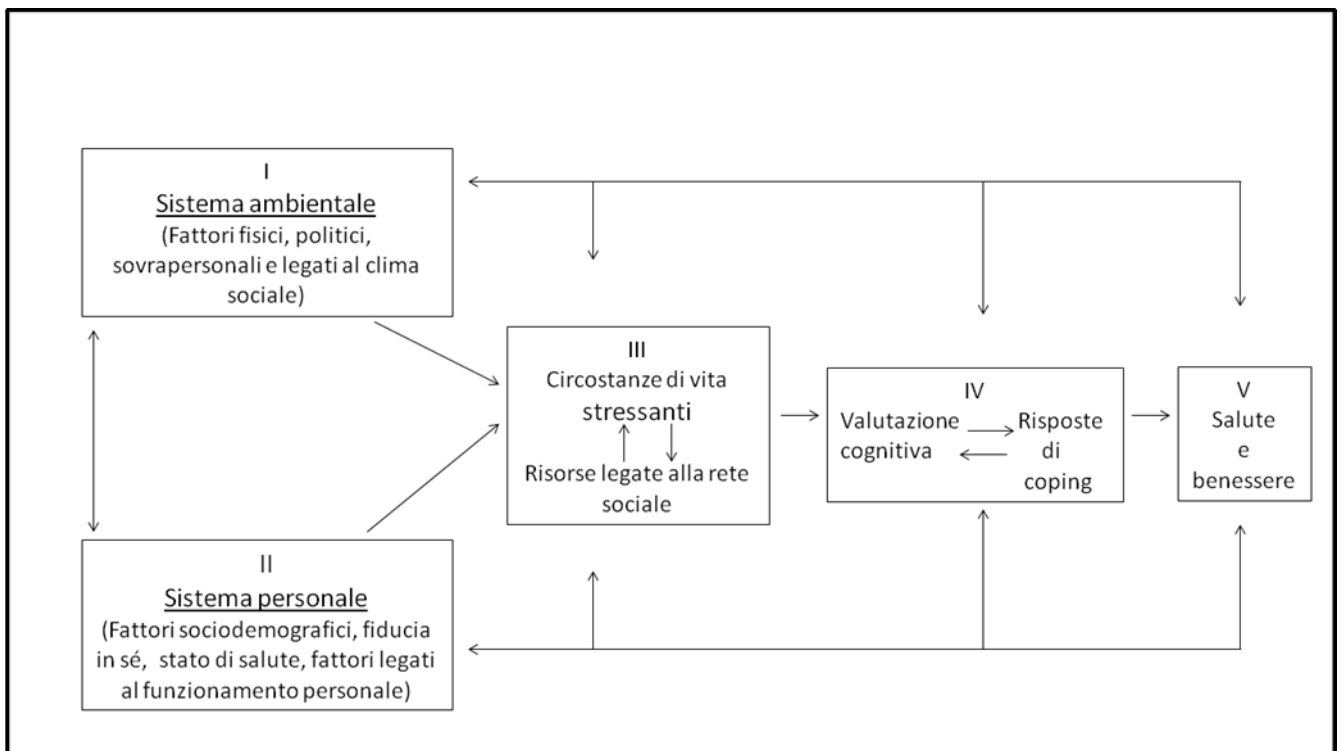 I
Sistema ambientale
(Fattori fisici, politici,
sovrapersonali e legati al clima
sociale)
II
Sistema personale
(Fattori sociodemografici, fiducia
in sé, stato di salute, fattori legati
al funzionamento personale)
III
Circostanze di vita
stressanti
Risorse legate alla rete
sociale
IV
Valutazione
cognitiva
Risposte
di
coping
V
Salute
e
benessere